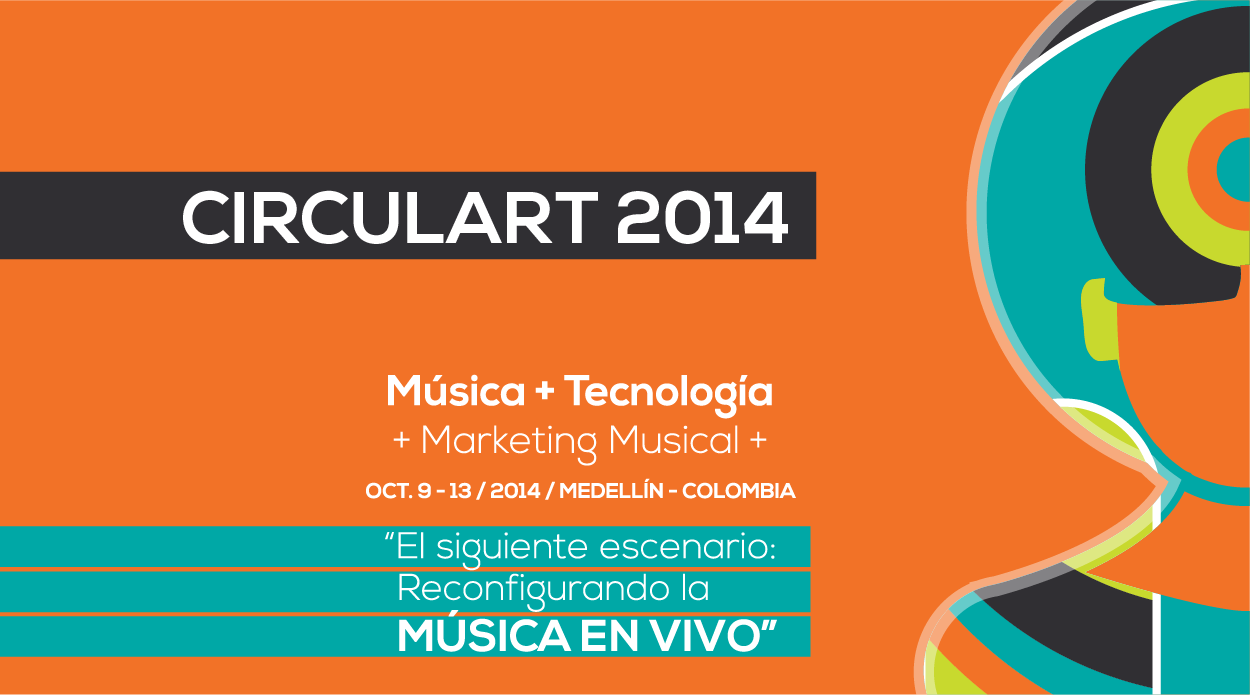 CIRCULART 2014
Música + Tecnología
+ Marketing Musical +
OCT. 9 - 13 / 2014 / MEDELLÍN - COLOMBIA
“El siguiente escenario:
Reconfigurando la
MÚSICA EN VIVO”